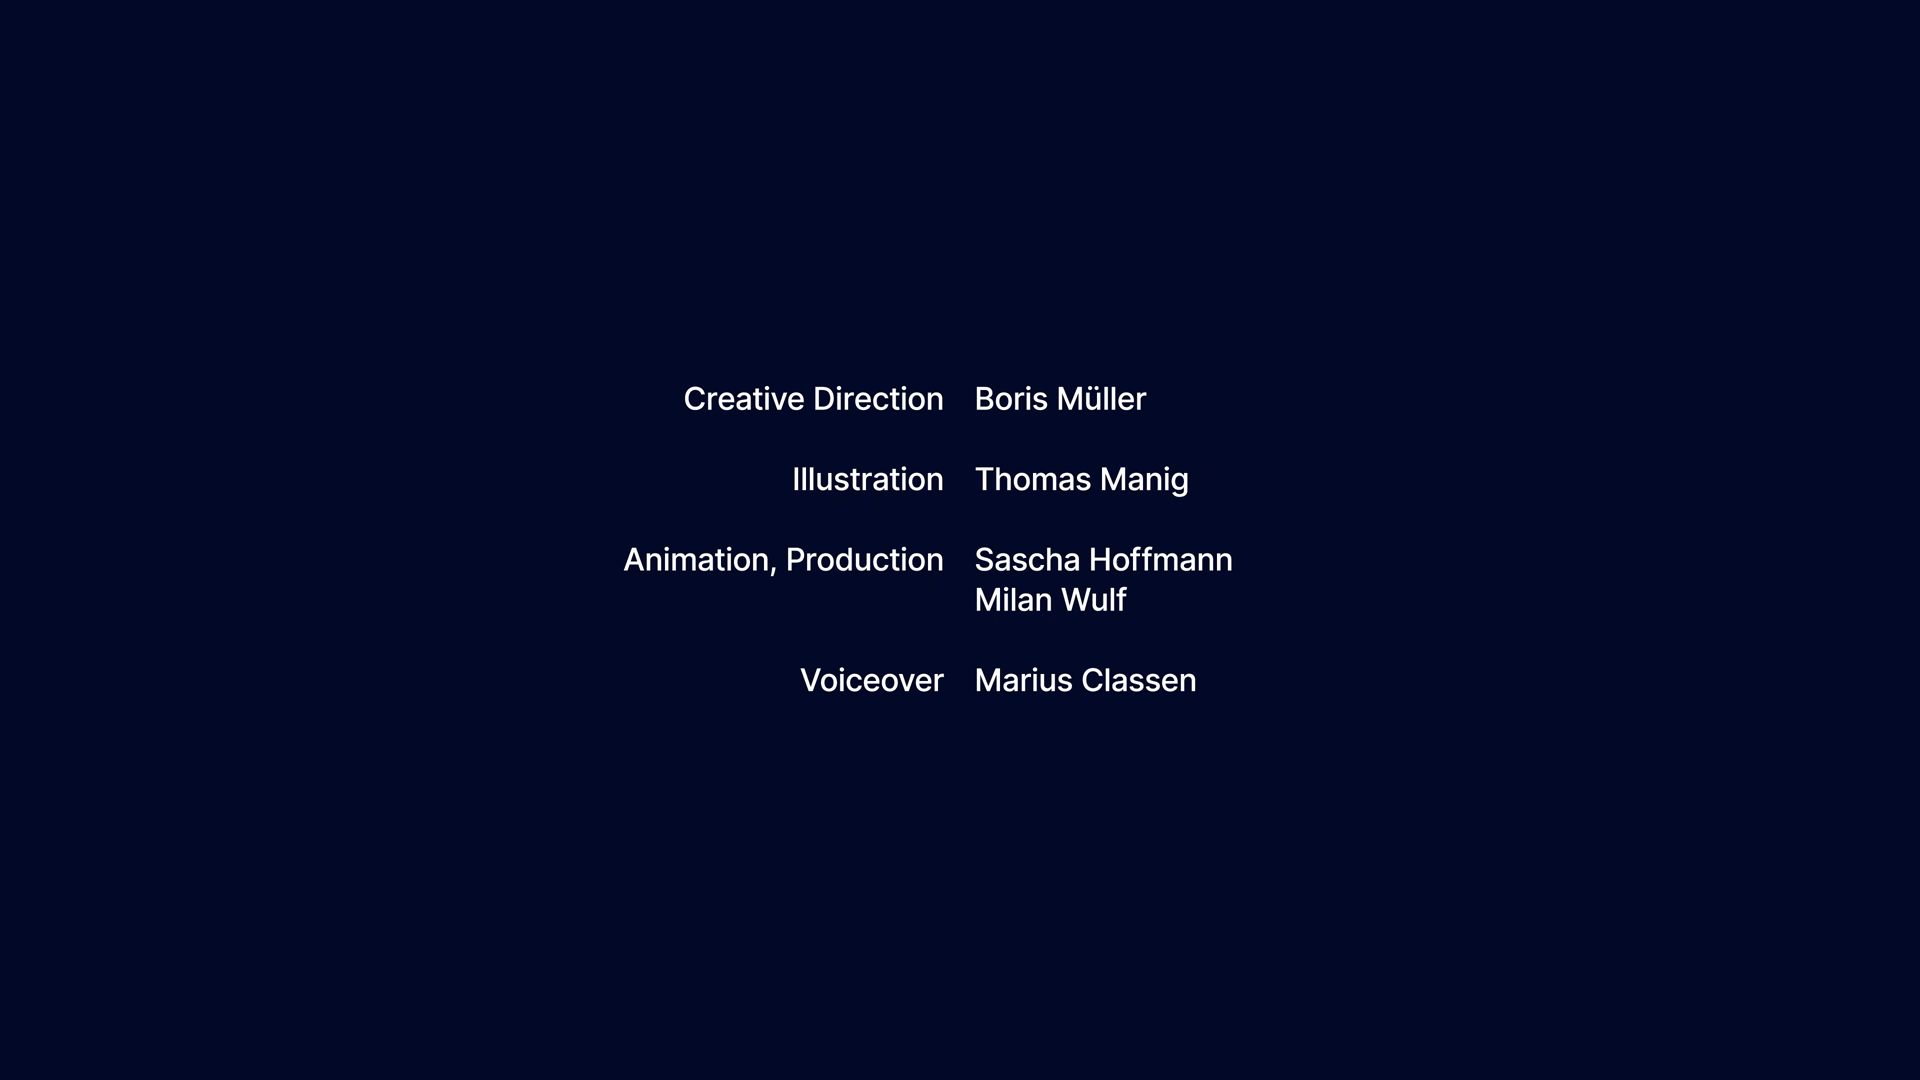 Creative Direction Boris Müller
Illustration Thomas Manig
Animation, Production Sascha Hoffmann
Milan Wulf
Voiceover Marius Classen